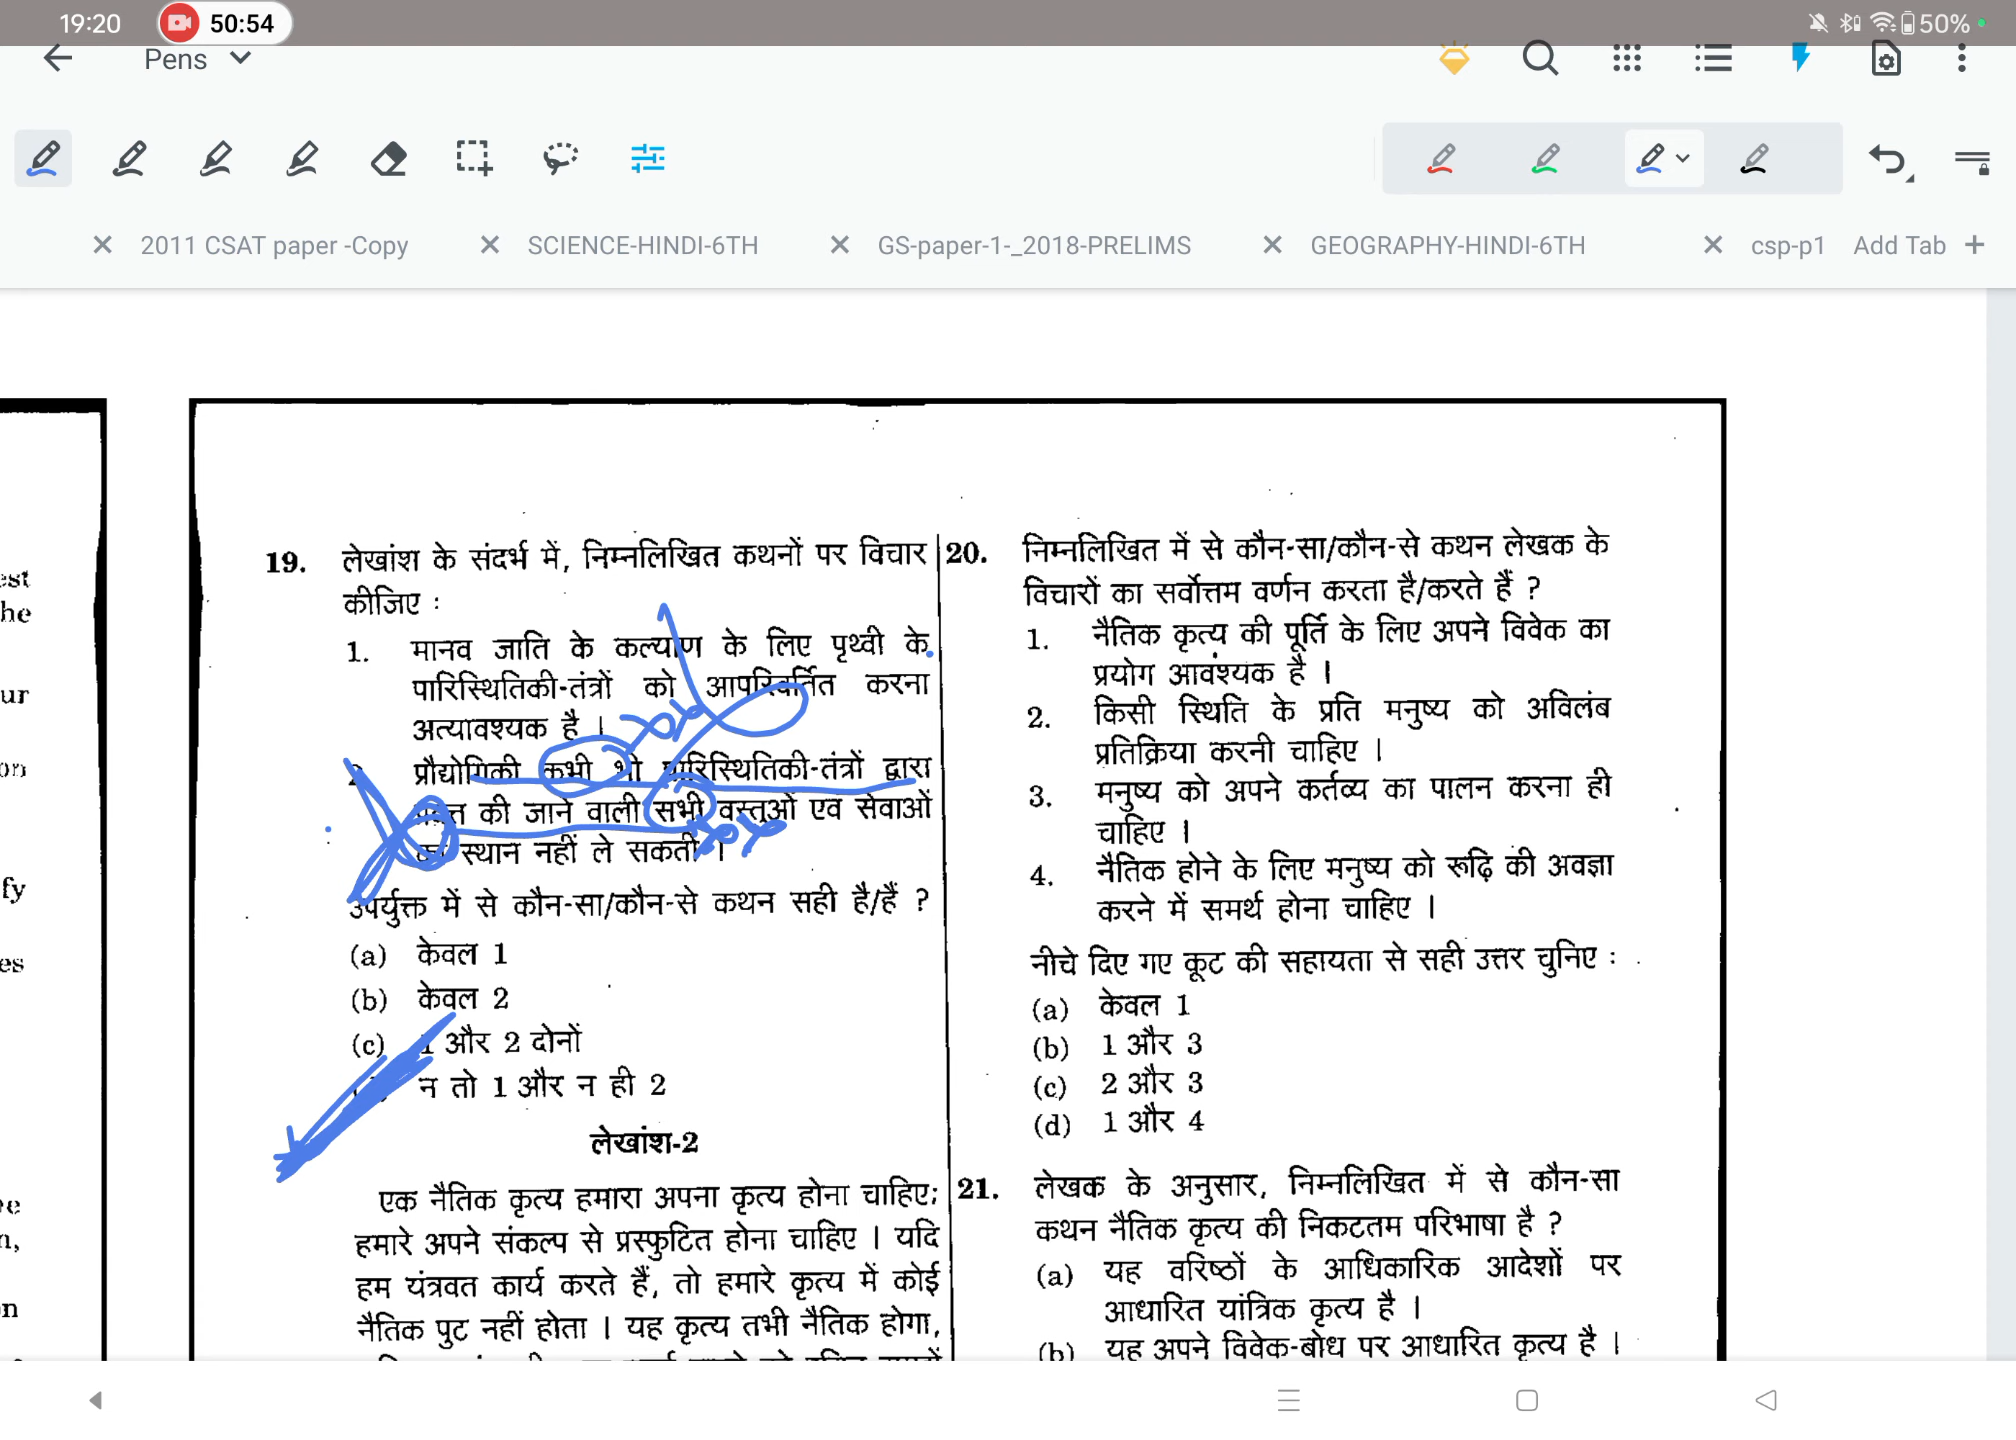 19:20
50:54
50%
Pens
2011 CSAT paper -Copy
SCIENCE-HINDI-6TH
GS-paper-1-_2018-PRELIMS
GEOGRAPHY-HINDI-6TH
csp-p1
Add Tab +
est
he
ur
on
fy
es
n,
n
19. लेखांश के संदर्भ में, निम्नलिखित कथनों पर विचार
कीजिए :
1. मानव जाति के कल्याण के लिए पृथ्वी के
पारिस्थितिकी-तंत्रों को आपरिवर्तित करना
अत्यावश्यक है ।
2. प्रौद्योगिकी कभी भी पारिस्थितिकी-तंत्रों द्वारा
की जाने वाली सभी वस्तुओं एवं सेवाओं
स्थान नहीं ले सकती ।
उपर्युक्त में से कौन-सा/कौन-से कथन सही है/हैं ?
(a) केवल 1
(b) केवल 2
(c) 1 और 2 दोनों
न तो 1 और न ही 2
लेखांश-2
एक नैतिक कृत्य हमारा अपना कृत्य होना चाहिए;
हमारे अपने संकल्प से प्रस्फुटित होना चाहिए । यदि
हम यंत्रवत कार्य करते हैं, तो हमारे कृत्य में कोई
नैतिक पुट नहीं होता । यह कृत्य तभी नैतिक होगा,
20. निम्नलिखित में से कौन-सा/कौन-से कथन लेखक के
विचारों का सर्वोत्तम वर्णन करता है/करते हैं ?
1. नैतिक कृत्य की पूर्ति के लिए अपने विवेक का
प्रयोग आवश्यक है ।
2. किसी स्थिति के प्रति मनुष्य को अविलंब
प्रतिक्रिया करनी चाहिए ।
3. मनुष्य को अपने कर्तव्य का पालन करना ही
चाहिए ।
4. नैतिक होने के लिए मनुष्य को रूढ़ि की अवज्ञा
करने में समर्थ होना चाहिए ।
नीचे दिए गए कूट की सहायता से सही उत्तर चुनिए :
(a) केवल 1
(b) 1 और 3
(c) 2 और 3
(d) 1 और 4
21. लेखक के अनुसार, निम्नलिखित में से कौन-सा
कथन नैतिक कृत्य की निकटतम परिभाषा है ?
(a) यह वरिष्ठों के आधिकारिक आदेशों पर
आधारित यांत्रिक कृत्य है ।
(b) यह अपने विवेक-बोध पर आधारित कृत्य है ।